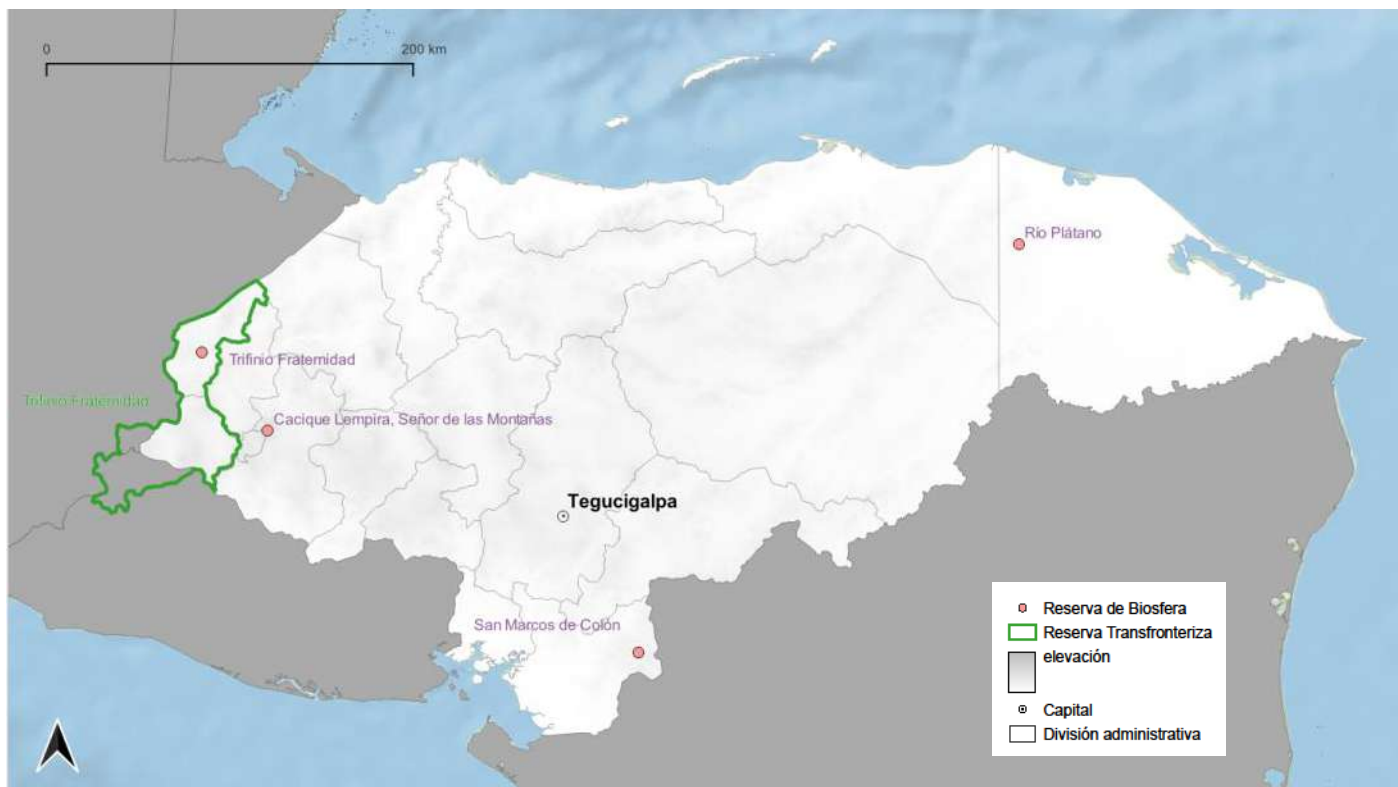 0 200 km
Río Plátano
Trifinio Fraternidad
Trifinio Fraternidad
Cacique Lempira, Señor de las Montañas
Tegucigalpa
San Marcos de Colón
Reserva de Biosfera
Reserva Transfronteriza
elevación
Capital
División administrativa